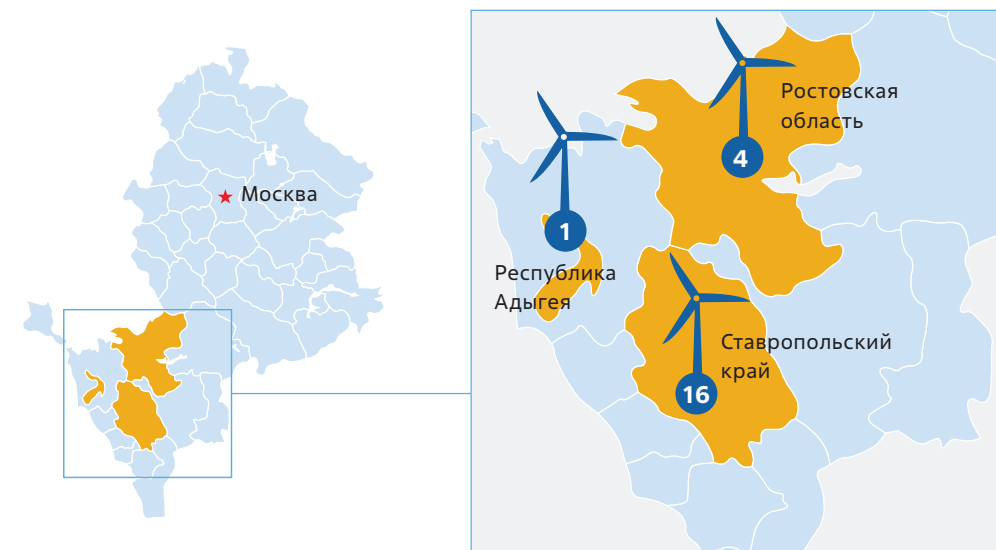 Москва
Ростовская
область
4
1
Республика
Адыгея
Ставропольский
край
16